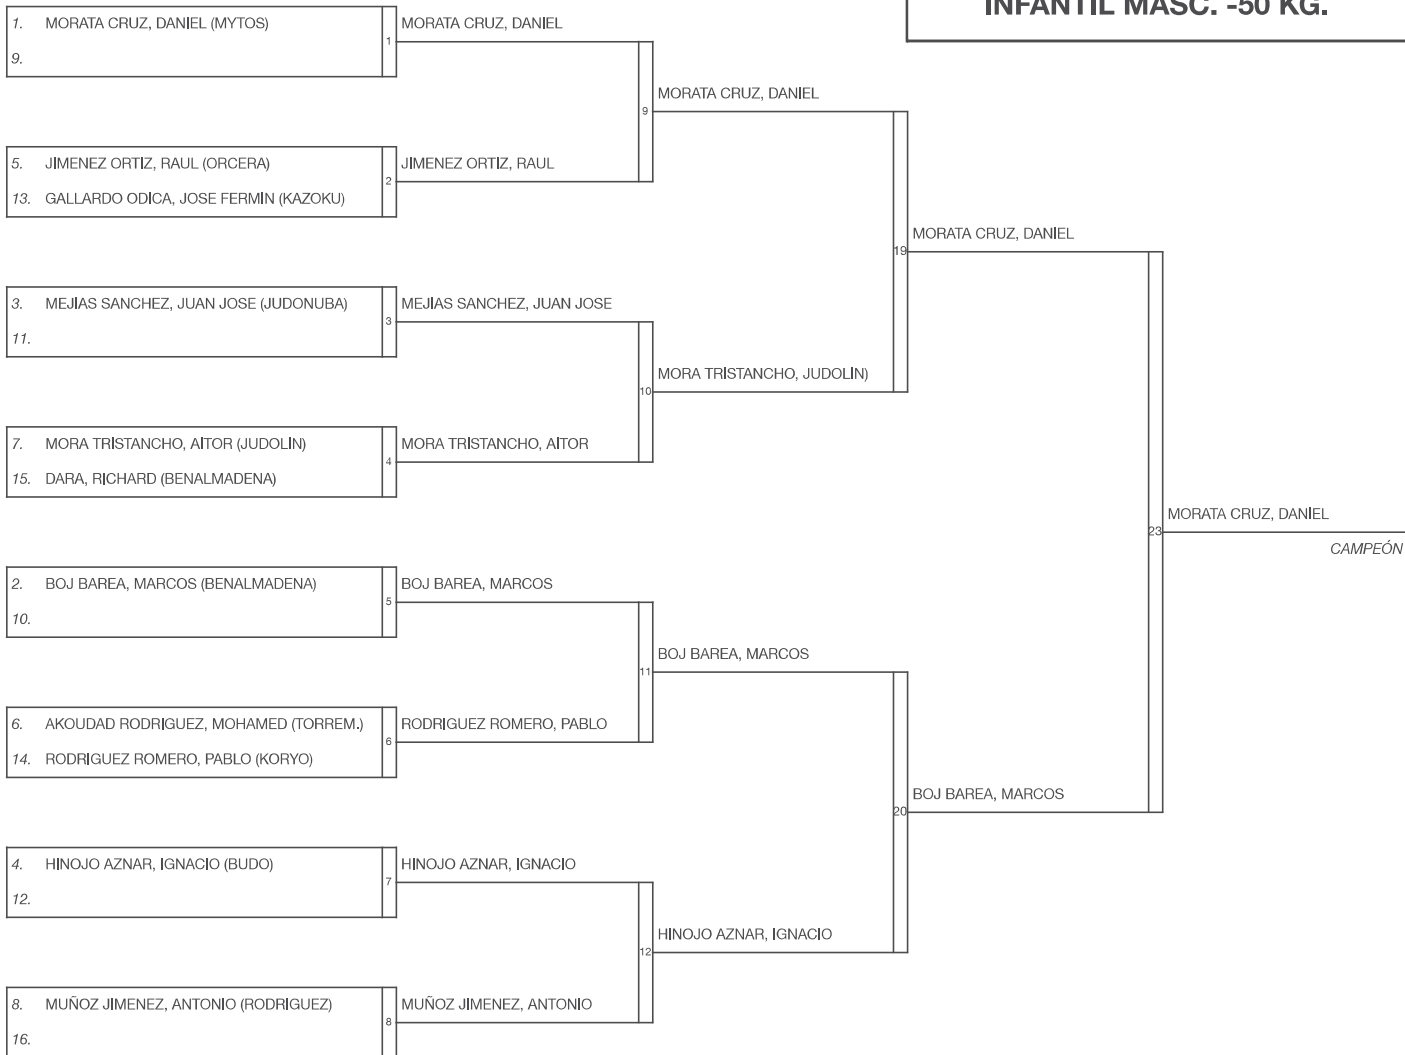 INFANTIL MASC. -50 KG.
1. MORATA CRUZ, DANIEL (MYTOS)
9.
1
MORATA CRUZ, DANIEL
5. JIMENEZ ORTIZ, RAUL (ORCERA)
13. GALLARDO ODICA, JOSE FERMIN (KAZOKU)
2
JIMENEZ ORTIZ, RAUL
3. MEJIAS SANCHEZ, JUAN JOSE (JUDONUBA)
11.
3
MEJIAS SANCHEZ, JUAN JOSE
7. MORA TRISTANCHO, AITOR (JUDOLIN)
15. DARA, RICHARD (BENALMADENA)
4
MORA TRISTANCHO, AITOR
2. BOJ BAREA, MARCOS (BENALMADENA)
10.
5
BOJ BAREA, MARCOS
6. AKOUDAD RODRIGUEZ, MOHAMED (TORREM.)
14. RODRIGUEZ ROMERO, PABLO (KORYO)
6
RODRIGUEZ ROMERO, PABLO
4. HINOJO AZNAR, IGNACIO (BUDO)
12.
7
HINOJO AZNAR, IGNACIO
8. MUÑOZ JIMENEZ, ANTONIO (RODRIGUEZ)
16.
8
MUÑOZ JIMENEZ, ANTONIO
9
MORATA CRUZ, DANIEL
10
MORA TRISTANCHO, JUDOLIN)
11
BOJ BAREA, MARCOS
12
HINOJO AZNAR, IGNACIO
19
MORATA CRUZ, DANIEL
20
BOJ BAREA, MARCOS
23
MORATA CRUZ, DANIEL
CAMPEÓN